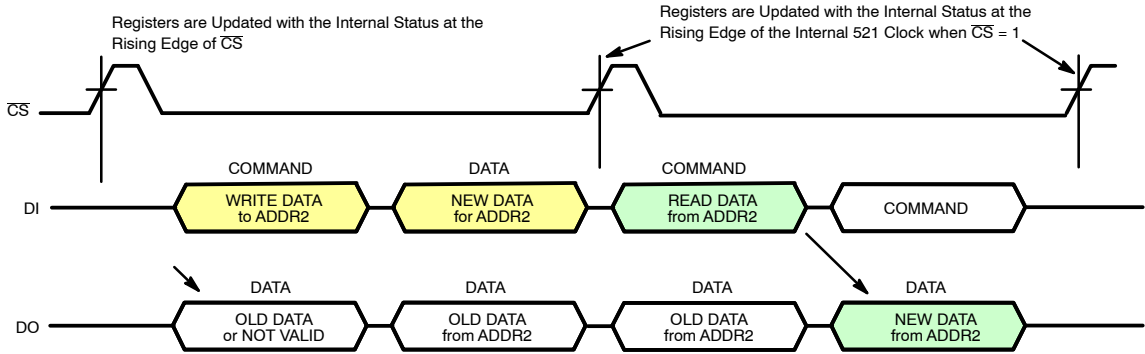 Registers are Updated with the Internal Status at the
Rising Edge of CS
Registers are Updated with the Internal Status at the
Rising Edge of the Internal 521 Clock when CS = 1
CS
COMMAND
DATA
COMMAND
DI
WRITE DATA
to ADDR2
NEW DATA
for ADDR2
READ DATA
from ADDR2
COMMAND
DATA
DATA
DATA
DATA
DO
OLD DATA
or NOT VALID
OLD DATA
from ADDR2
OLD DATA
from ADDR2
NEW DATA
from ADDR2